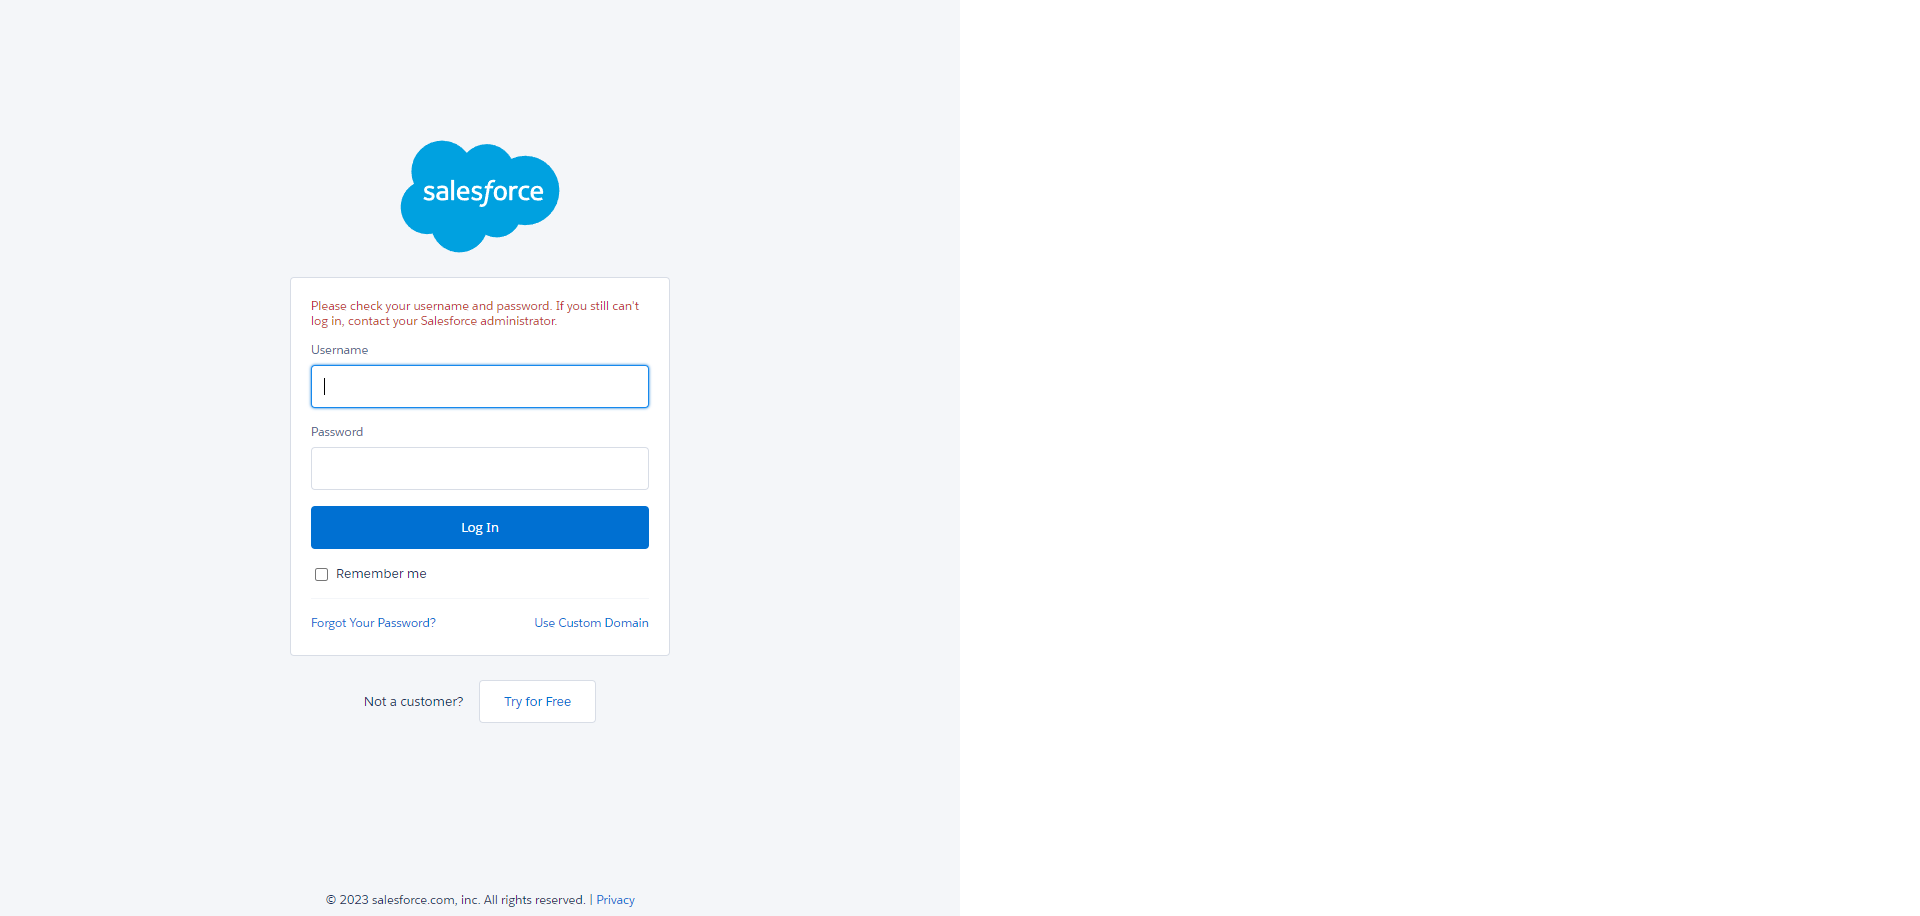 salesforce
Please check your username and password. If you still can't
log in, contact your Salesforce administrator.
Username
Password
Log In
Remember me
Forgot Your Password?
Use Custom Domain
Not a customer?
Try for Free
© 2023 salesforce.com, inc. All rights reserved. | Privacy